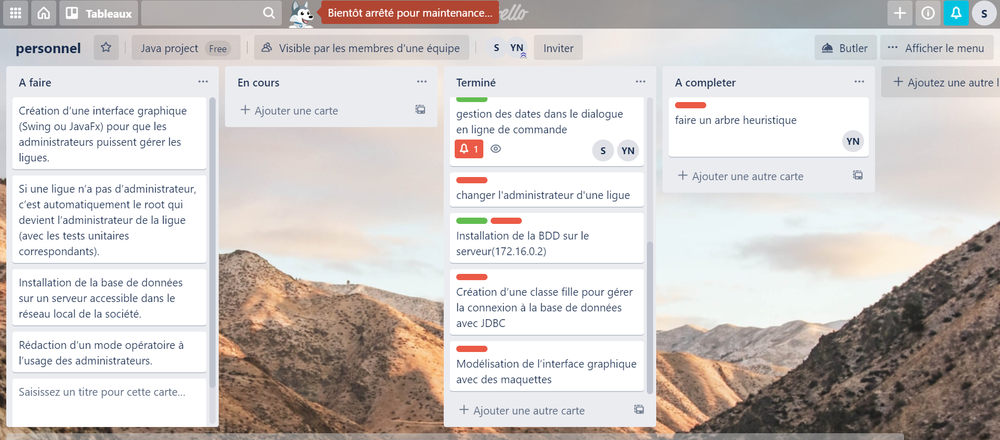 Tableaux
Bientôt arrêté pour maintenance...
S
personnel
Java project Free
Visible par les membres d'une équipe
S YN
Inviter
Butler
Afficher le menu
A faire
Création d’une interface graphique
(Swing ou JavaFx) pour que les
administrateurs puissent gérer les
ligues.
Si une ligue n’a pas d’administrateur,
c’est automatiquement le root qui
devient l’administrateur de la ligue
(avec les tests unitaires
correspondants).
Installation de la base de données
sur un serveur accessible dans le
réseau local de la société.
Rédaction d’un mode opératoire à
l’usage des administrateurs.
Saisissez un titre pour cette carte...
En cours
Ajouter une carte
Terminé
gestion des dates dans le dialogue
en ligne de commande
1
S YN
changer l'administrateur d'une ligue
Installation de la BDD sur le
serveur(172.16.0.2)
Création d’une classe fille pour gérer
la connexion à la base de données
avec JDBC
Modélisation de l’interface graphique
avec des maquettes
Ajouter une autre carte
A completer
faire un arbre heuristique
YN
Ajouter une autre carte
Ajoutez une autre l